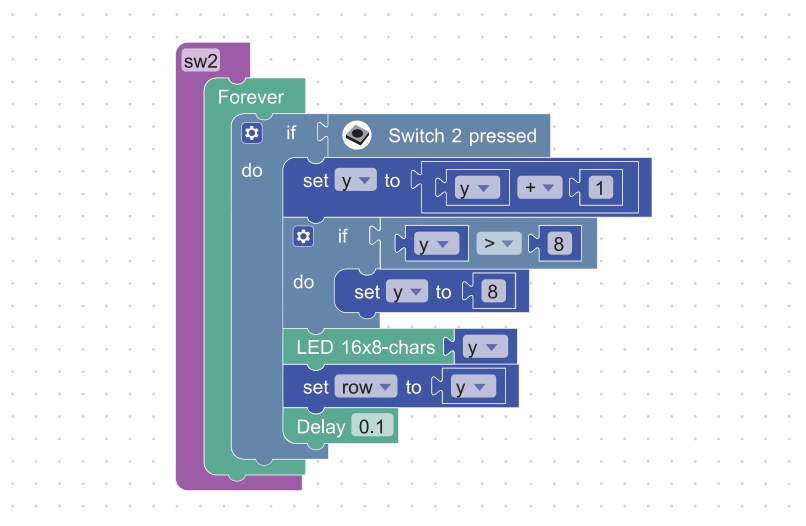 sw2
Forever
if Switch 2 pressed
do
set y to y + 1
if y > 8
do
set y to 8
LED 16x8-chars y
set row to y
Delay 0.1